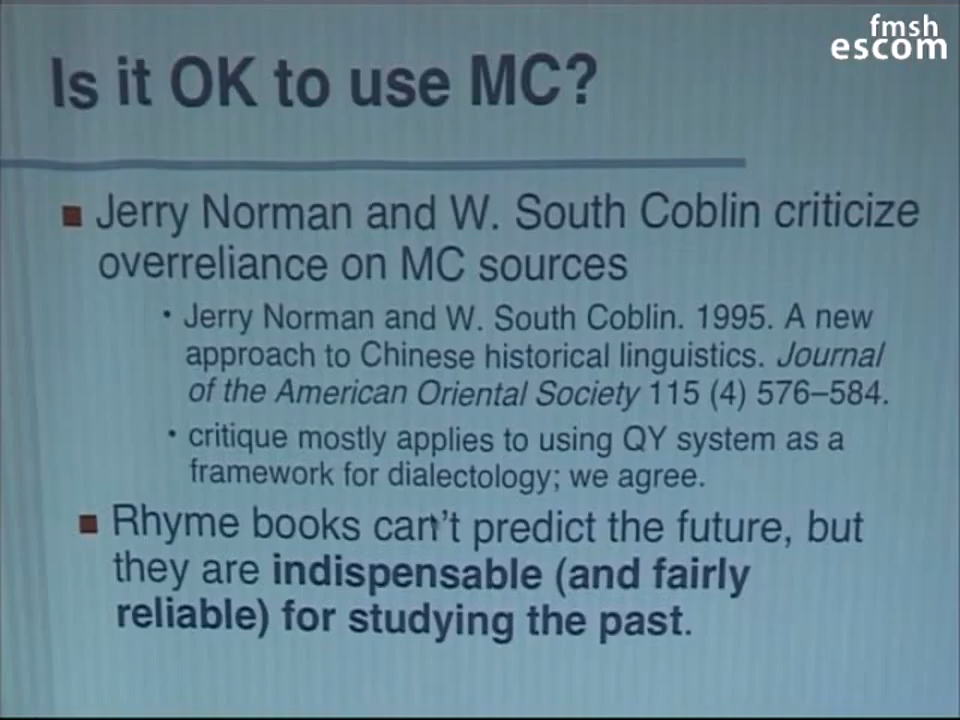 fmsh
escom
Is it OK to use MC?
■ Jerry Norman and W. South Coblin criticize
overreliance on MC sources
• Jerry Norman and W. South Coblin. 1995. A new
approach to Chinese historical linguistics. Journal
of the American Oriental Society 115 (4) 576–584.
• critique mostly applies to using QY system as a
framework for dialectology; we agree.
■ Rhyme books can't predict the future, but
they are indispensable (and fairly
reliable) for studying the past.